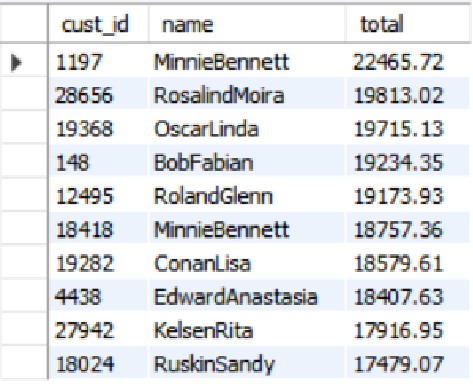 cust_id name total
1197 MinnieBennett 22465.72
28656 RosalindMoira 19813.02
19368 OscarLinda 19715.13
148 BobFabian 19234.35
12495 RolandGlenn 19173.93
18418 MinnieBennett 18757.36
19282 ConanLisa 18579.61
4438 EdwardAnastasia 18407.63
27942 KelsenRita 17916.95
18024 RuskinSandy 17479.07